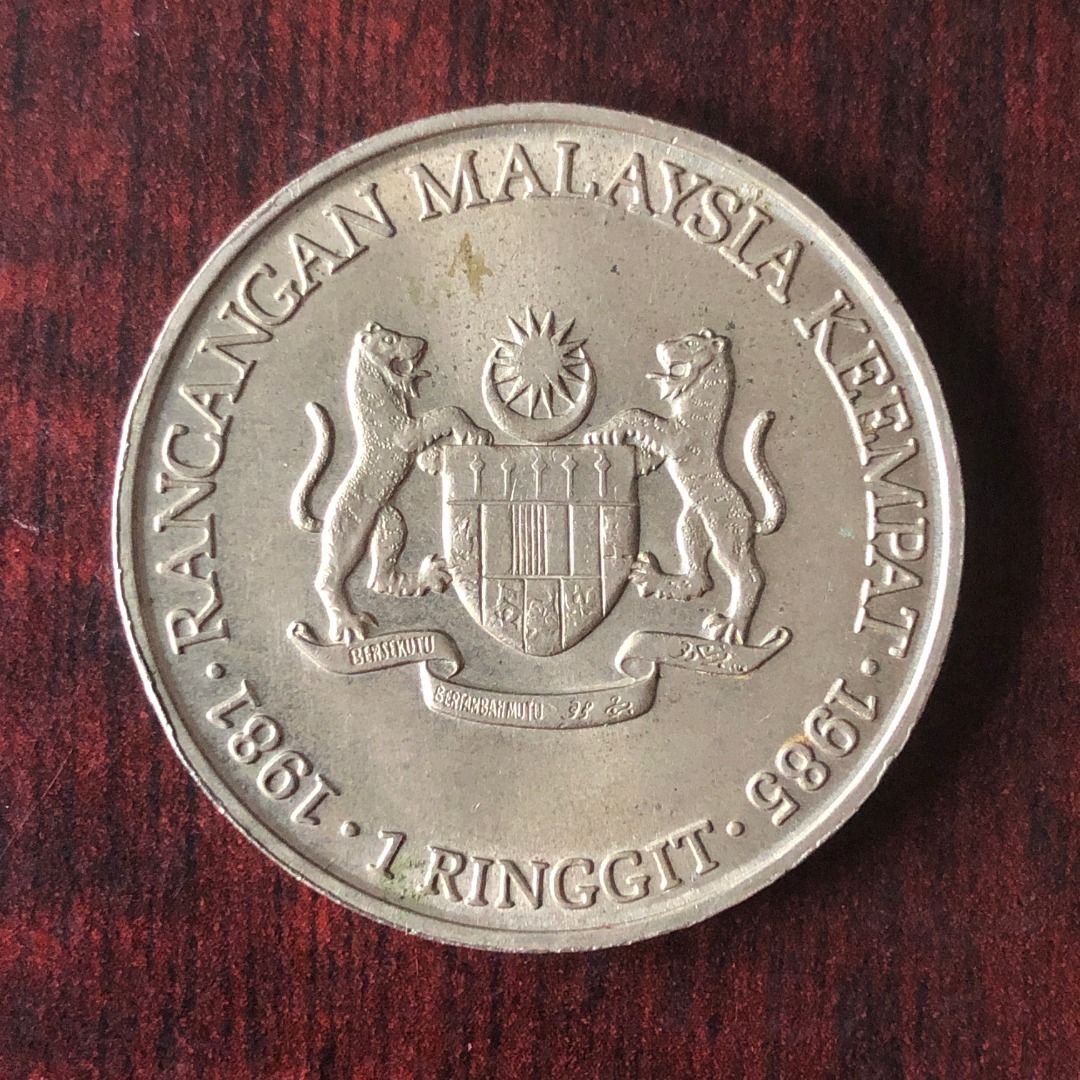 RANCANGAN MALAYSIA KEEMPAT
· 1981 · 1 RINGGIT · 1985 ·
BERSEKUTU
BERTAMBAH MUTU